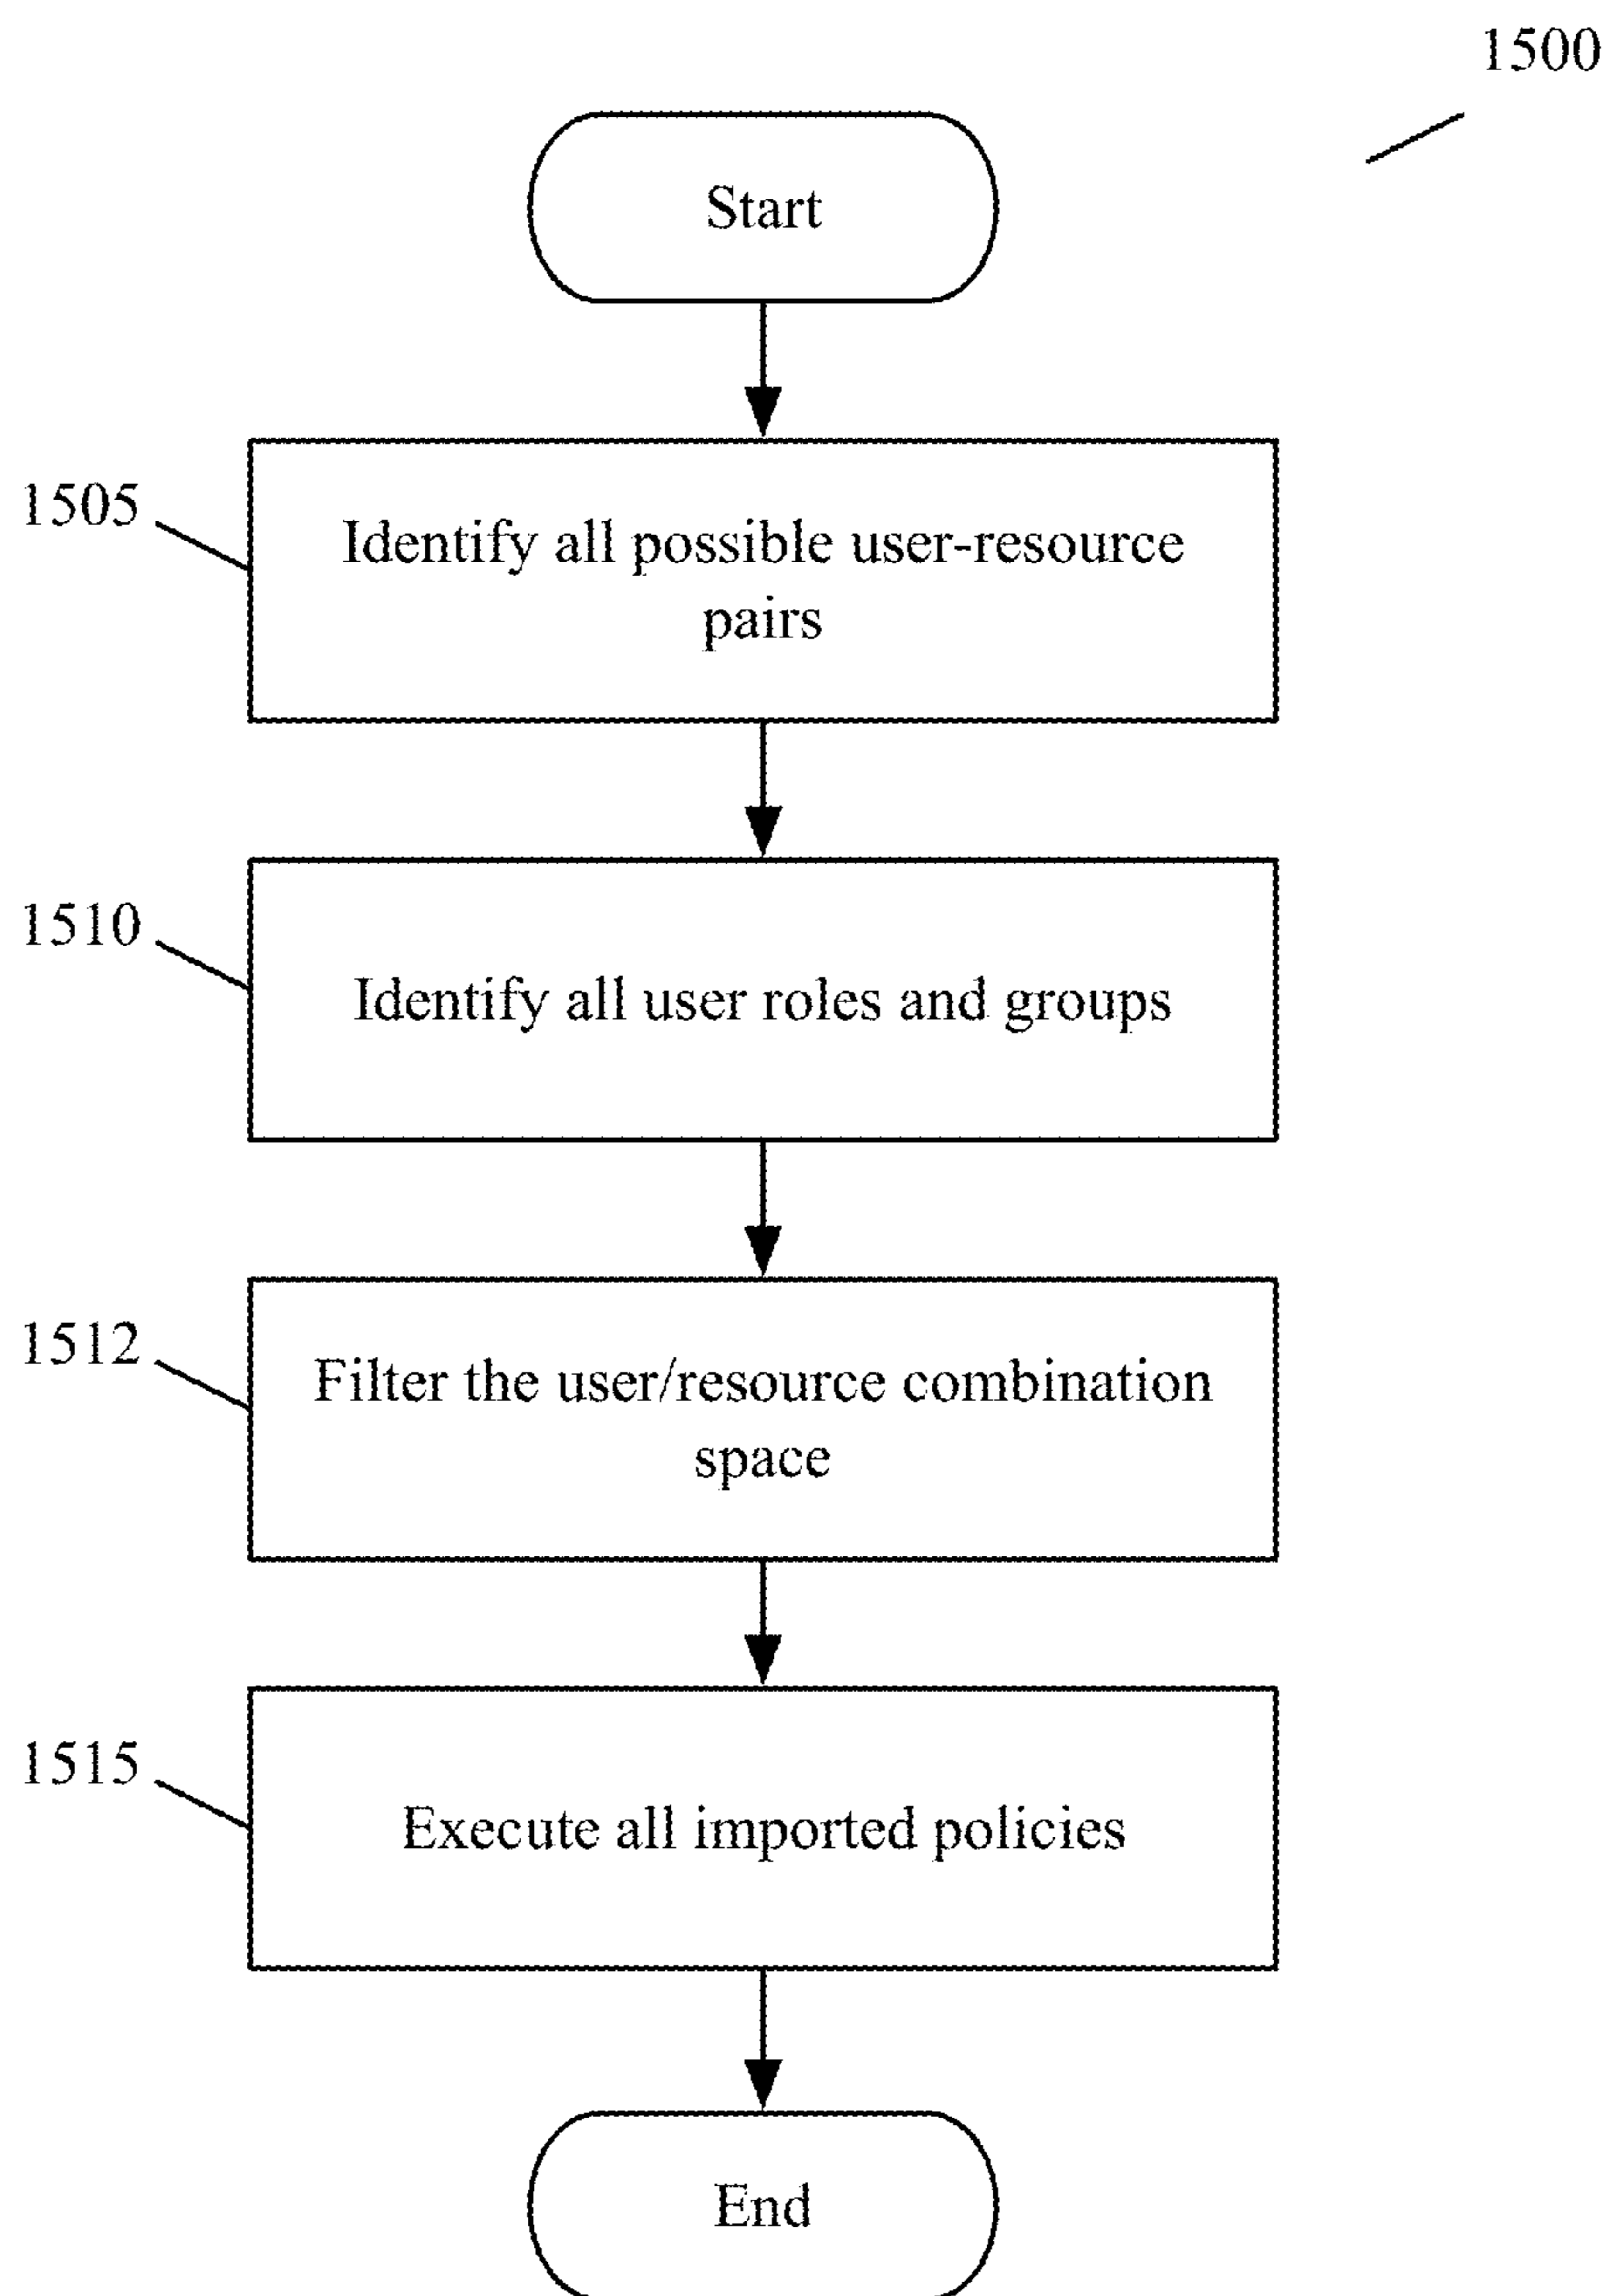 1500
Start
1505
Identify all possible user-resource
pairs
1510
Identify all user roles and groups
1512
Filter the user/resource combination
space
1515
Execute all imported policies
End